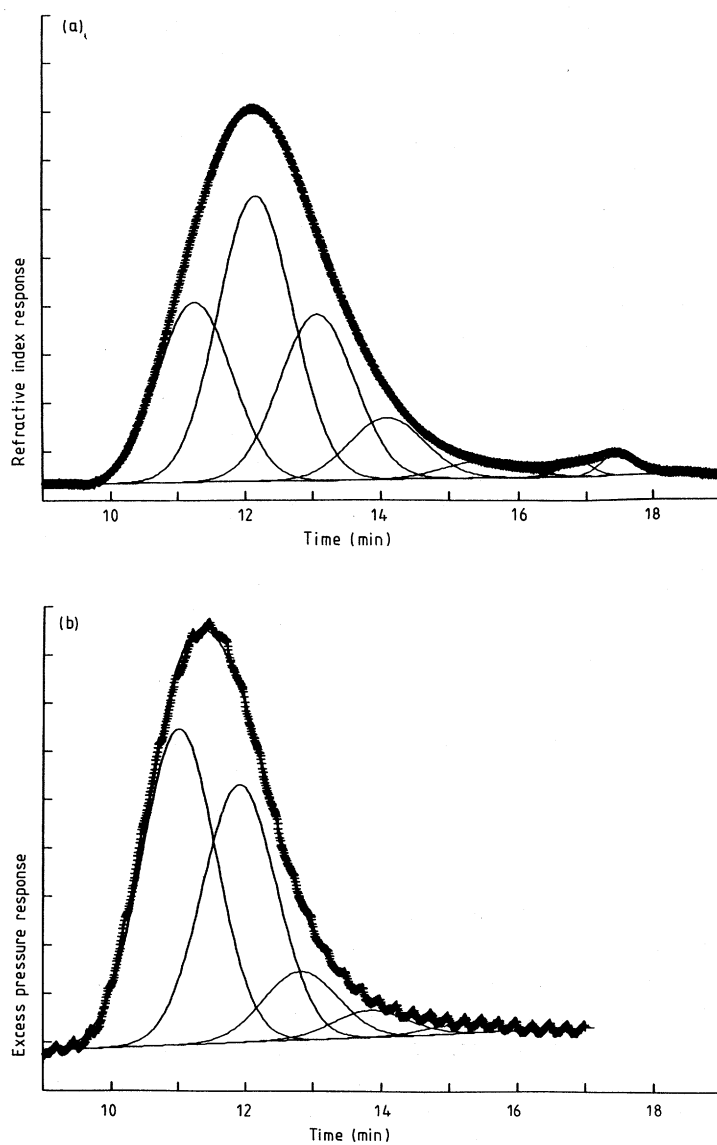 (a)
Refractive index response
10 12 14 16 18
Time (min)
(b)
Excess pressure response
10 12 14 16 18
Time (min)